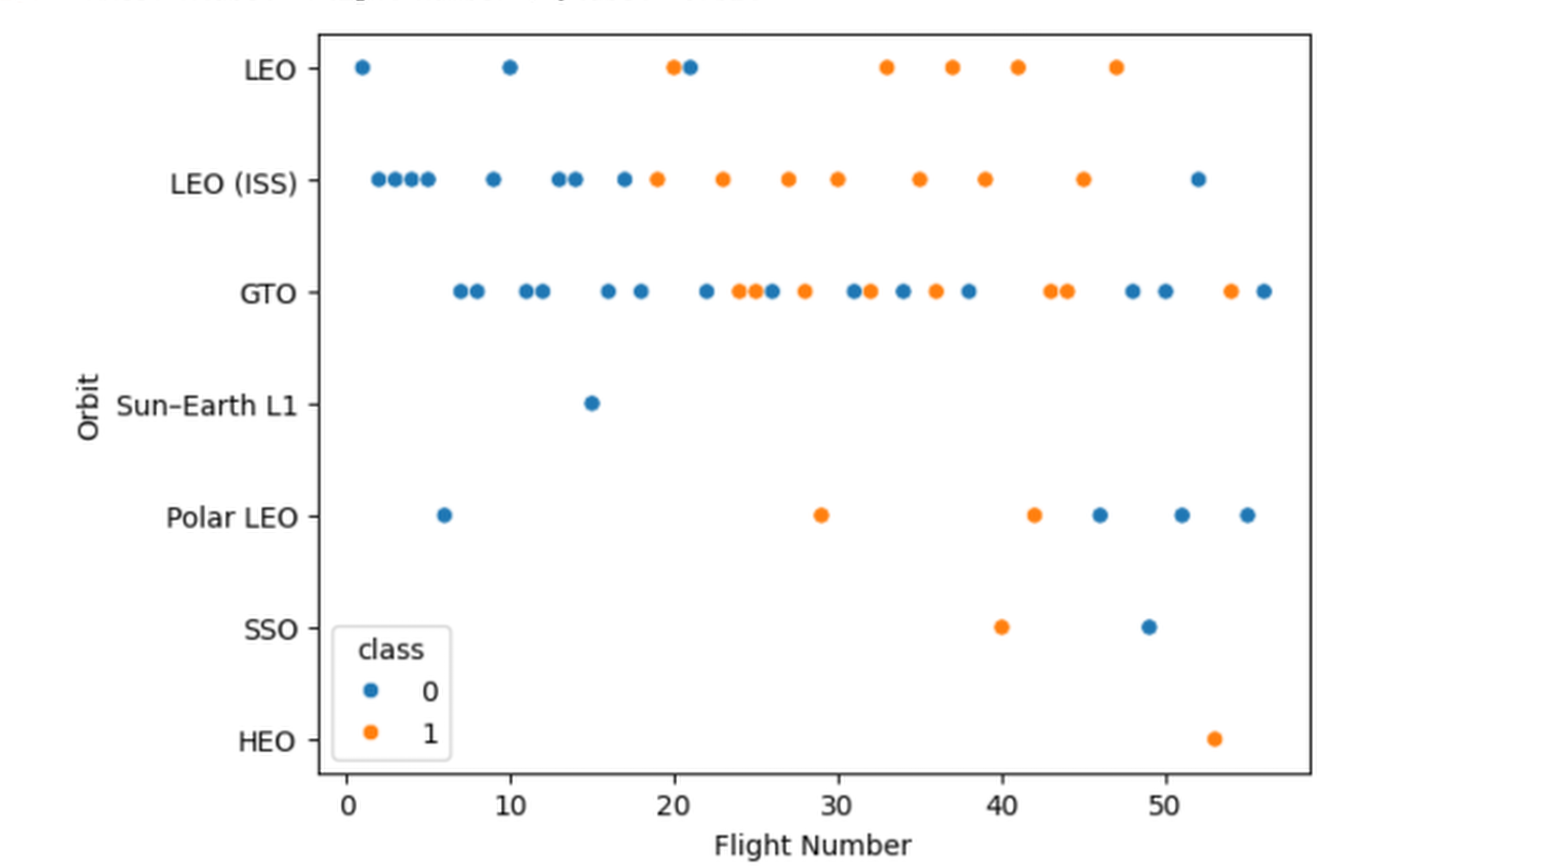 LEO
LEO (ISS)
GTO
Sun–Earth L1
Polar LEO
SSO
HEO
Orbit
class
0
1
0 10 20 30 40 50
Flight Number